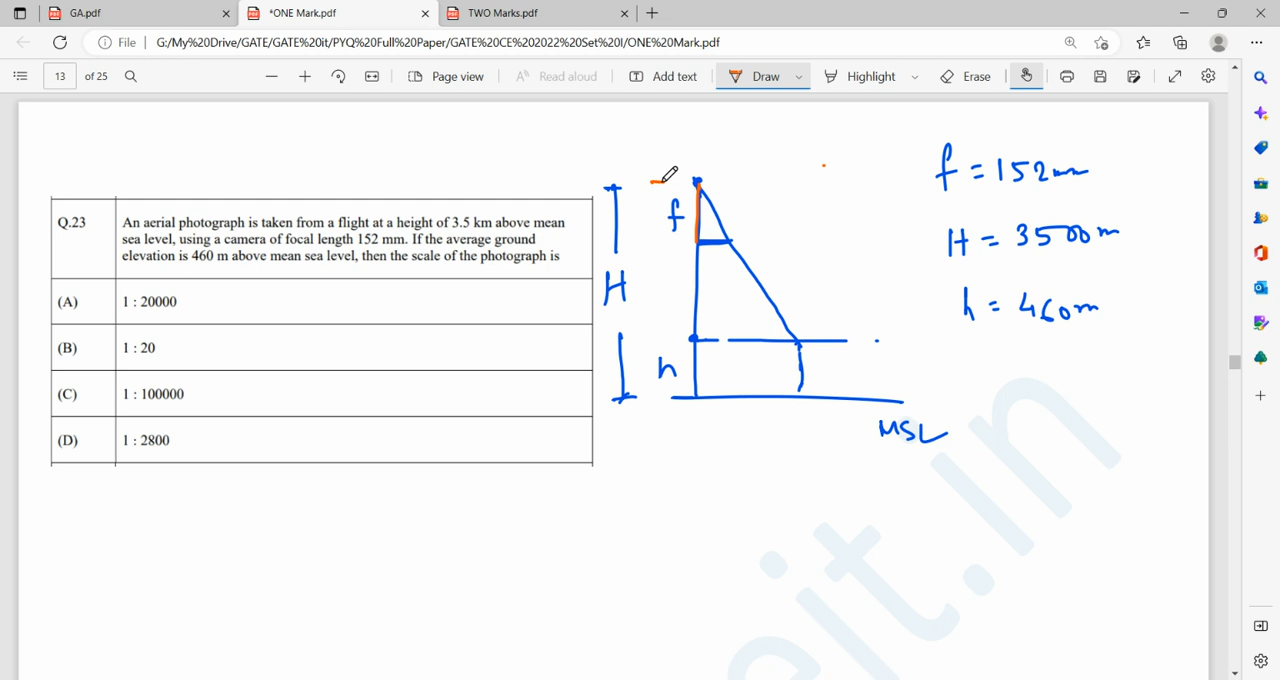 GA.pdf
*ONE Mark.pdf
TWO Marks.pdf
File
G:/My%20Drive/GATE/GATE%20it/PYQ%20Full%20Paper/GATE%20CE%202022%20Set%20I/ONE%20Mark.pdf
13 of 25
Page view
Read aloud
Add text
Draw
Highlight
Erase
Q.23
An aerial photograph is taken from a flight at a height of 3.5 km above mean
sea level, using a camera of focal length 152 mm. If the average ground
elevation is 460 m above mean sea level, then the scale of the photograph is
(A) 1 : 20000
(B) 1 : 20
(C) 1 : 100000
(D) 1 : 2800
f
H
h
MSL
f = 152mm
H = 3500m
h = 460m
eit.in